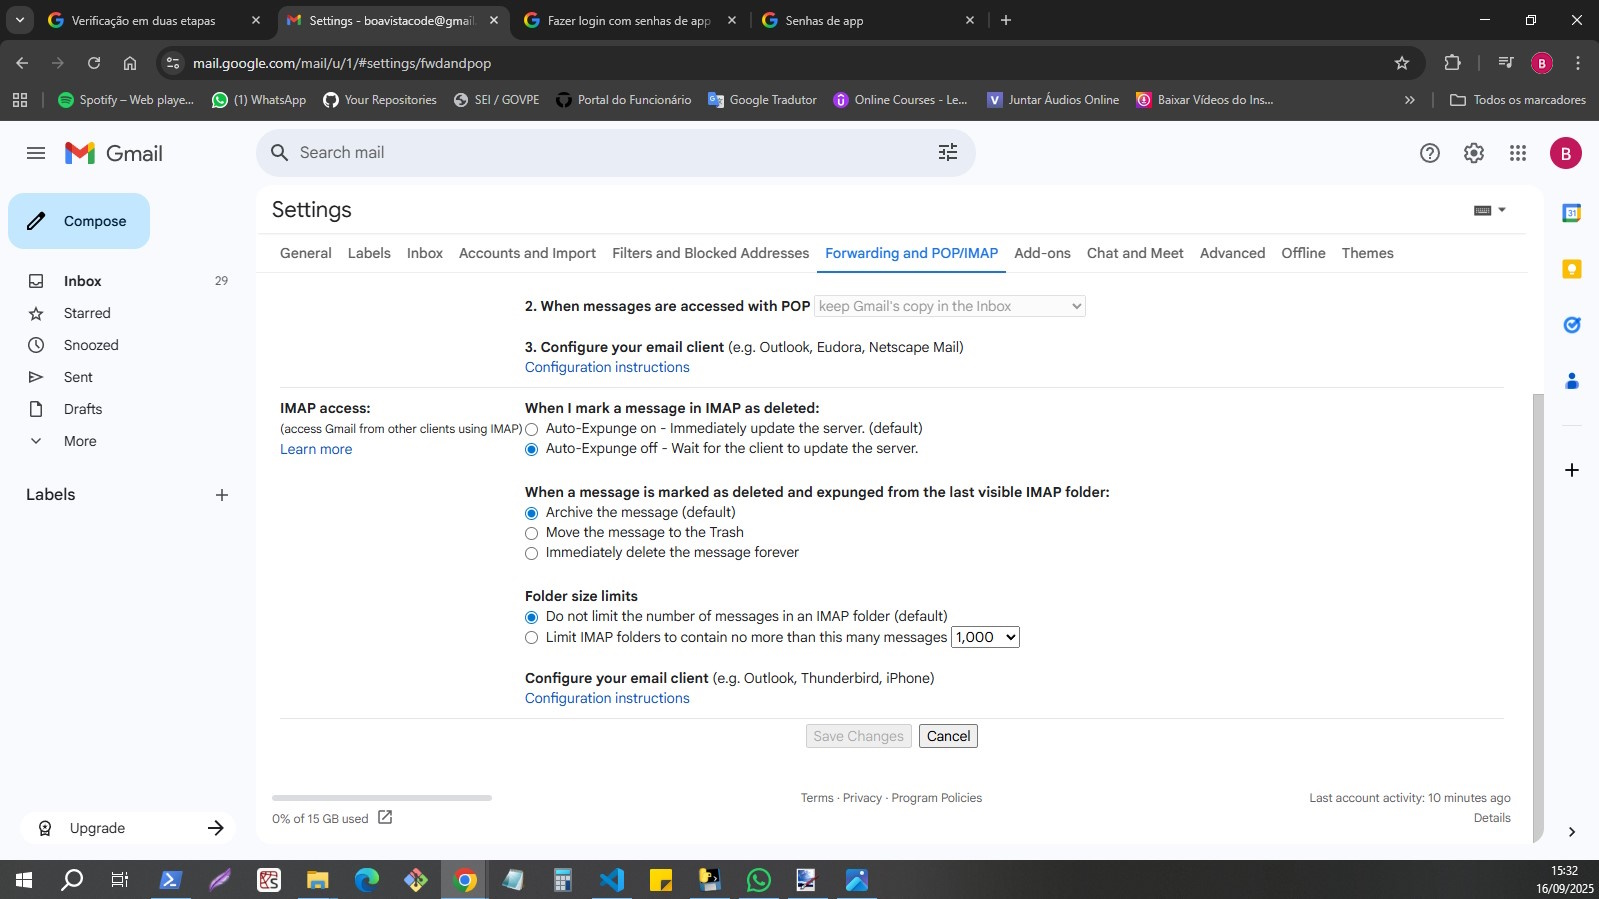 Verificação em duas etapas
Settings - boavistacode@gmail.
Fazer login com senhas de app
Senhas de app
mail.google.com/mail/u/1/#settings/fwdandpop
B
Spotify – Web playe...
(1) WhatsApp
Your Repositories
SEI / GOVPE
Portal do Funcionário
Google Tradutor
Online Courses - Le...
Juntar Áudios Online
Baixar Vídeos do Ins...
Todos os marcadores
Gmail
Search mail
B
Compose
Settings
General
Labels
Inbox
Accounts and Import
Filters and Blocked Addresses
Forwarding and POP/IMAP
Add-ons
Chat and Meet
Advanced
Offline
Themes
Inbox 29
Starred
Snoozed
Sent
Drafts
More
Labels
2. When messages are accessed with POP keep Gmail's copy in the Inbox
3. Configure your email client (e.g. Outlook, Eudora, Netscape Mail)
Configuration instructions
IMAP access:
(access Gmail from other clients using IMAP)
Learn more
When I mark a message in IMAP as deleted:
Auto-Expunge on - Immediately update the server. (default)
Auto-Expunge off - Wait for the client to update the server.
When a message is marked as deleted and expunged from the last visible IMAP folder:
Archive the message (default)
Move the message to the Trash
Immediately delete the message forever
Folder size limits
Do not limit the number of messages in an IMAP folder (default)
Limit IMAP folders to contain no more than this many messages 1,000
Configure your email client (e.g. Outlook, Thunderbird, iPhone)
Configuration instructions
Save Changes
Cancel
0% of 15 GB used
Terms · Privacy · Program Policies
Last account activity: 10 minutes ago
Details
Upgrade
31
15:32
16/09/2025